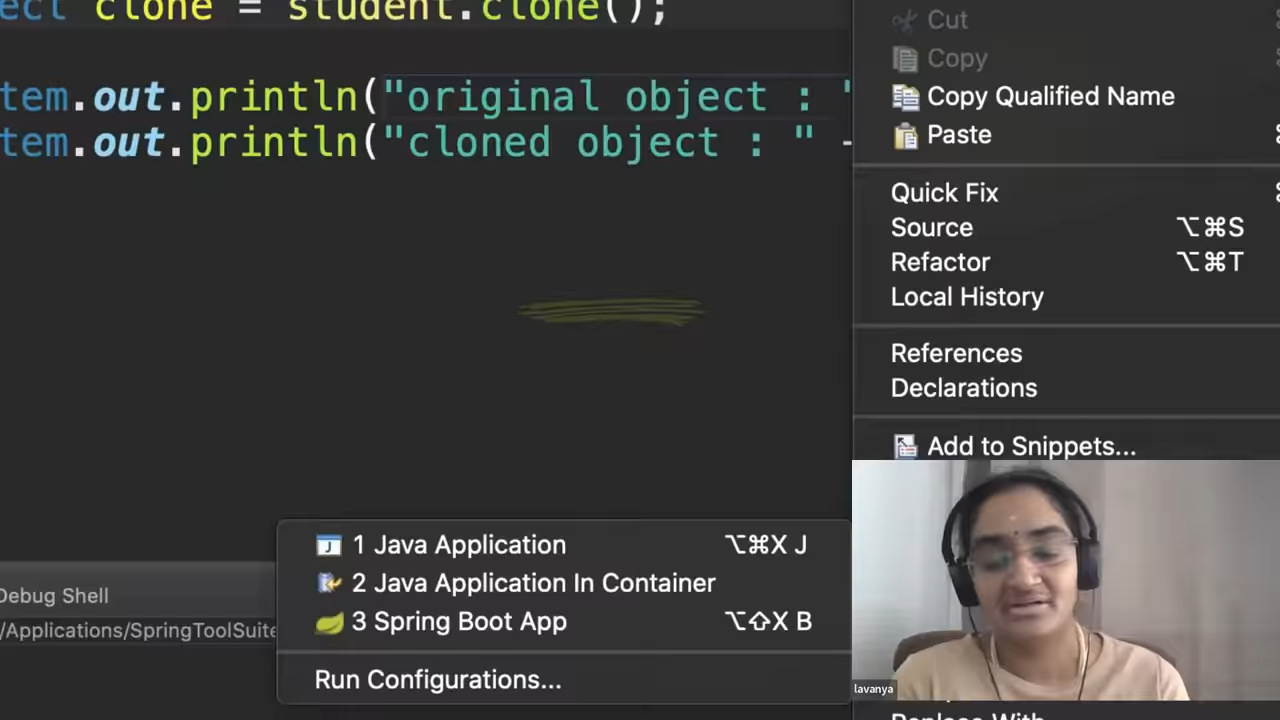 ect clone = student.clone();
tem.out.println("original object : "
tem.out.println("cloned object : " -
Cut
Copy
Copy Qualified Name
Paste
Quick Fix
Source ⌥⌘S
Refactor ⌥⌘T
Local History
References
Declarations
Add to Snippets...
1 Java Application ⌥⌘X J
2 Java Application In Container
3 Spring Boot App ⌥⇧X B
Run Configurations...
Debug Shell
/Applications/SpringToolSuite
lavanya
Replace With